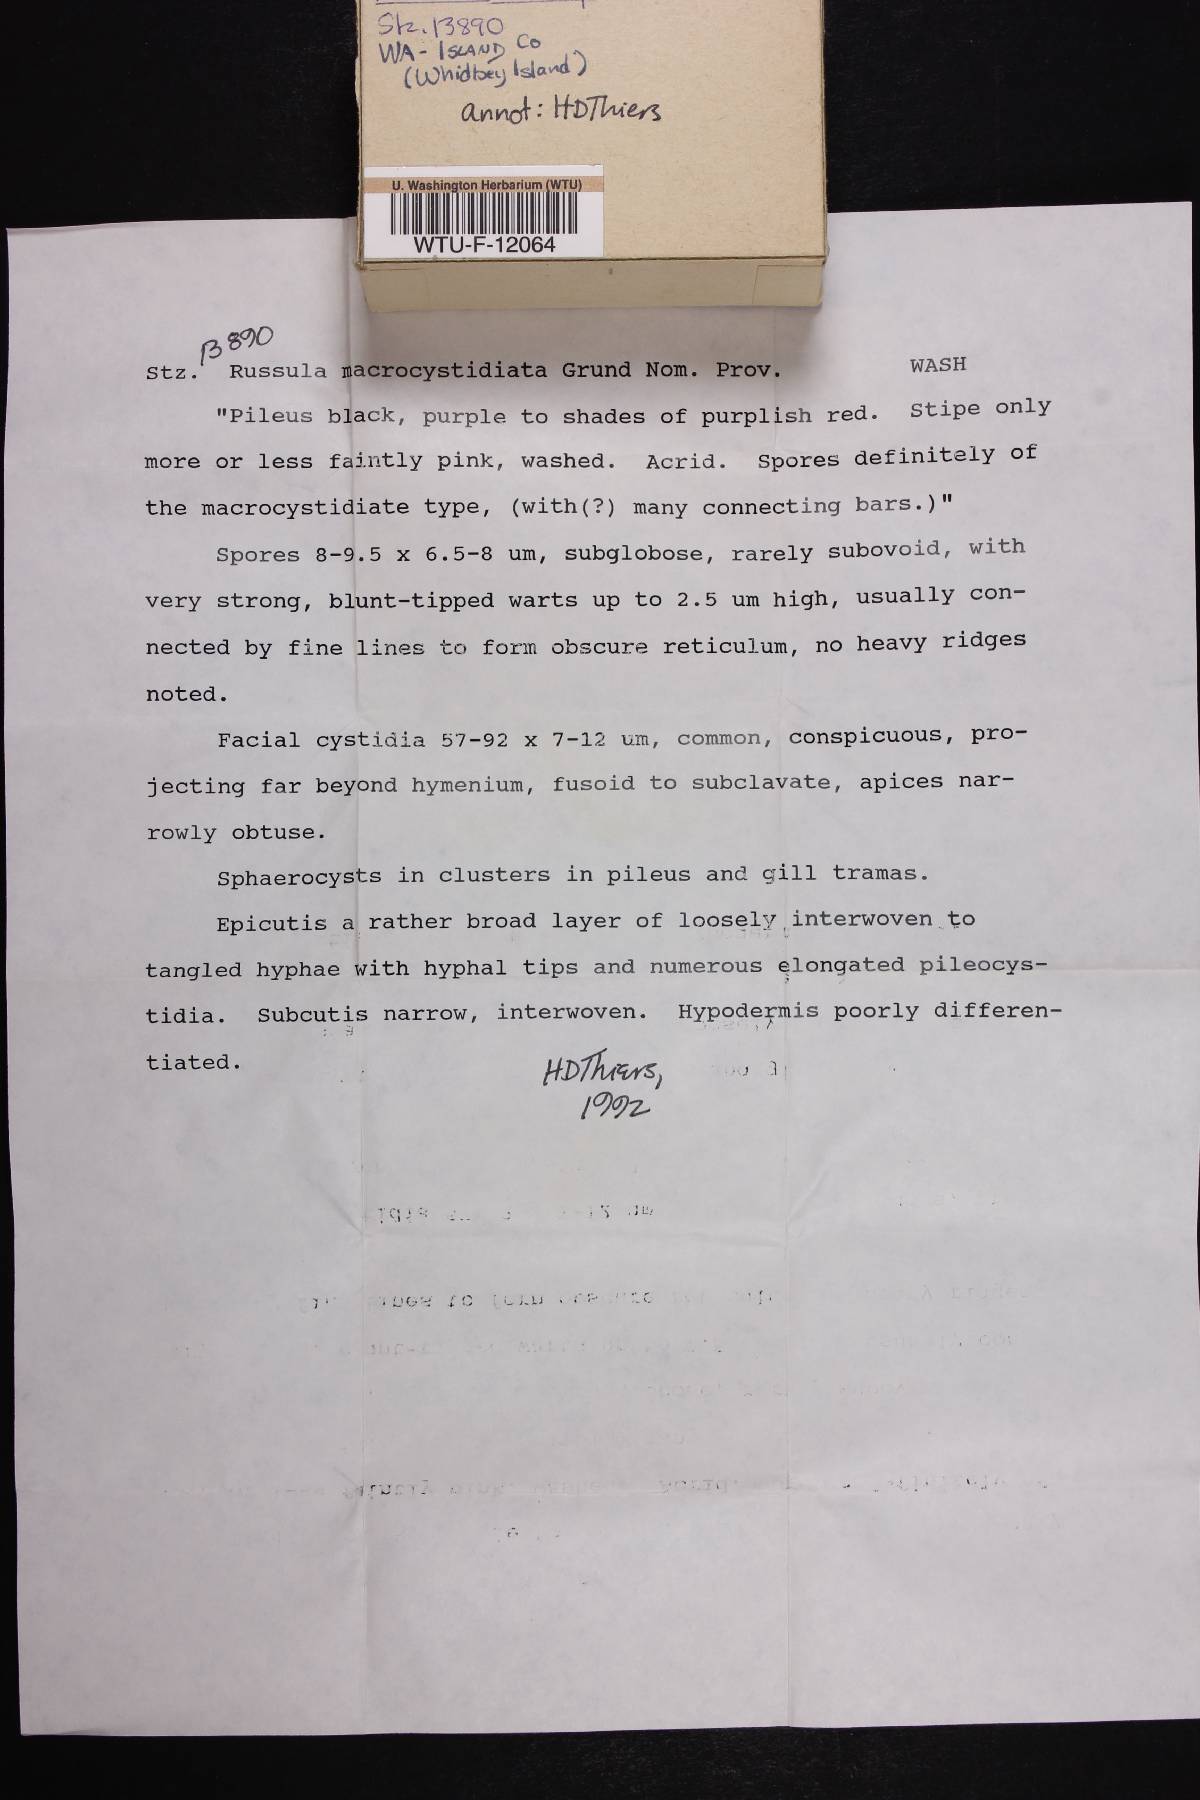 Stz. 13890
WA - ISLAND Co
(Whidbey Island)
annot: HDThiers
U. Washington Herbarium (WTU)
WTU-F-12064
13890
Stz. Russula macrocystidiata Grund Nom. Prov. WASH
"Pileus black, purple to shades of purplish red. Stipe only
more or less faintly pink, washed. Acrid. Spores definitely of
the macrocystidiate type, (with(?) many connecting bars.)"
Spores 8-9.5 x 6.5-8 um, subglobose, rarely subovoid, with
very strong, blunt-tipped warts up to 2.5 um high, usually con-
nected by fine lines to form obscure reticulum, no heavy ridges
noted.
Facial cystidia 57-92 x 7-12 um, common, conspicuous, pro-
jecting far beyond hymenium, fusoid to subclavate, apices nar-
rowly obtuse.
Sphaerocysts in clusters in pileus and gill tramas.
Epicutis a rather broad layer of loosely interwoven to
tangled hyphae with hyphal tips and numerous elongated pileocys-
tidia. Subcutis narrow, interwoven. Hypodermis poorly differen-
tiated.
HDThiers,
1992